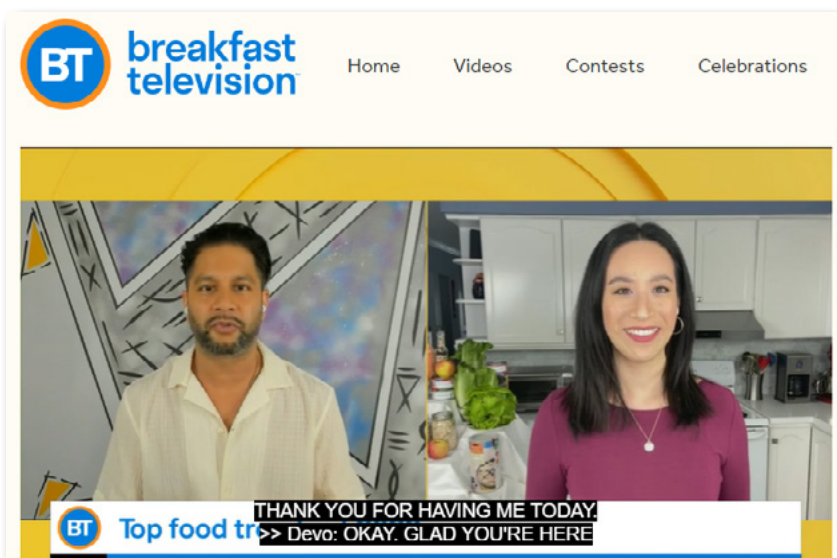 BT
breakfast
television
Home Videos Contests Celebrations
THANK YOU FOR HAVING ME TODAY.
>> Devo: OKAY. GLAD YOU'RE HERE
BT
Top food